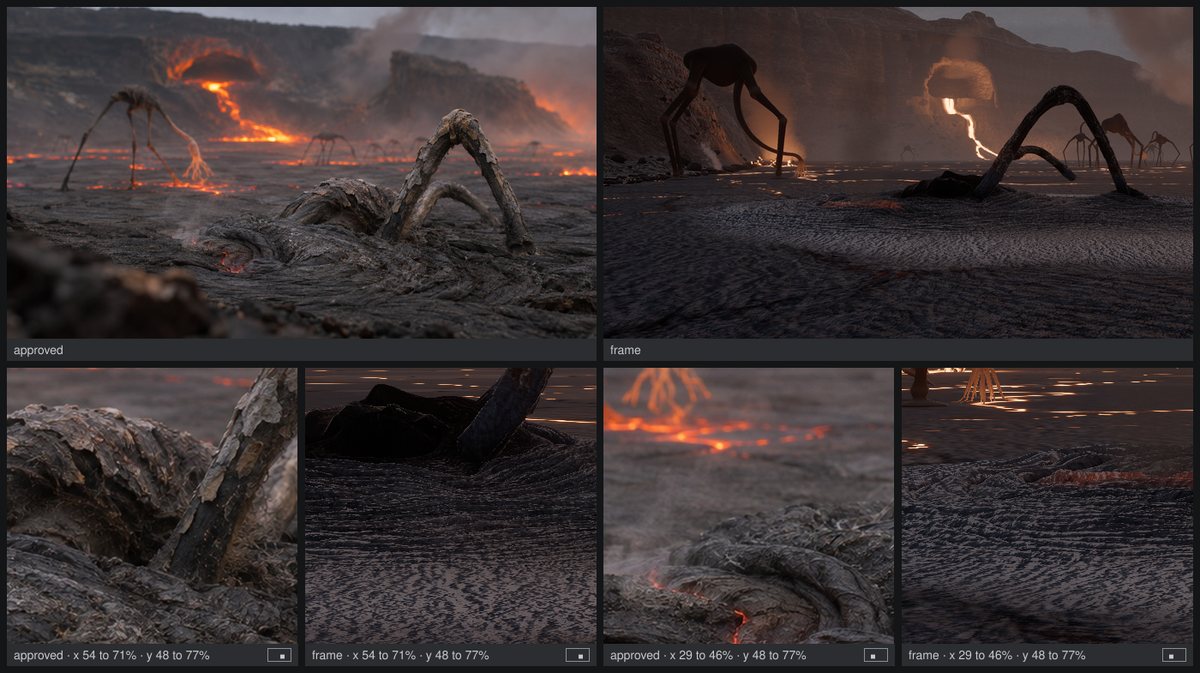 approved
frame
approved · x 54 to 71% · y 48 to 77%
frame · x 54 to 71% · y 48 to 77%
approved · x 29 to 46% · y 48 to 77%
frame · x 29 to 46% · y 48 to 77%